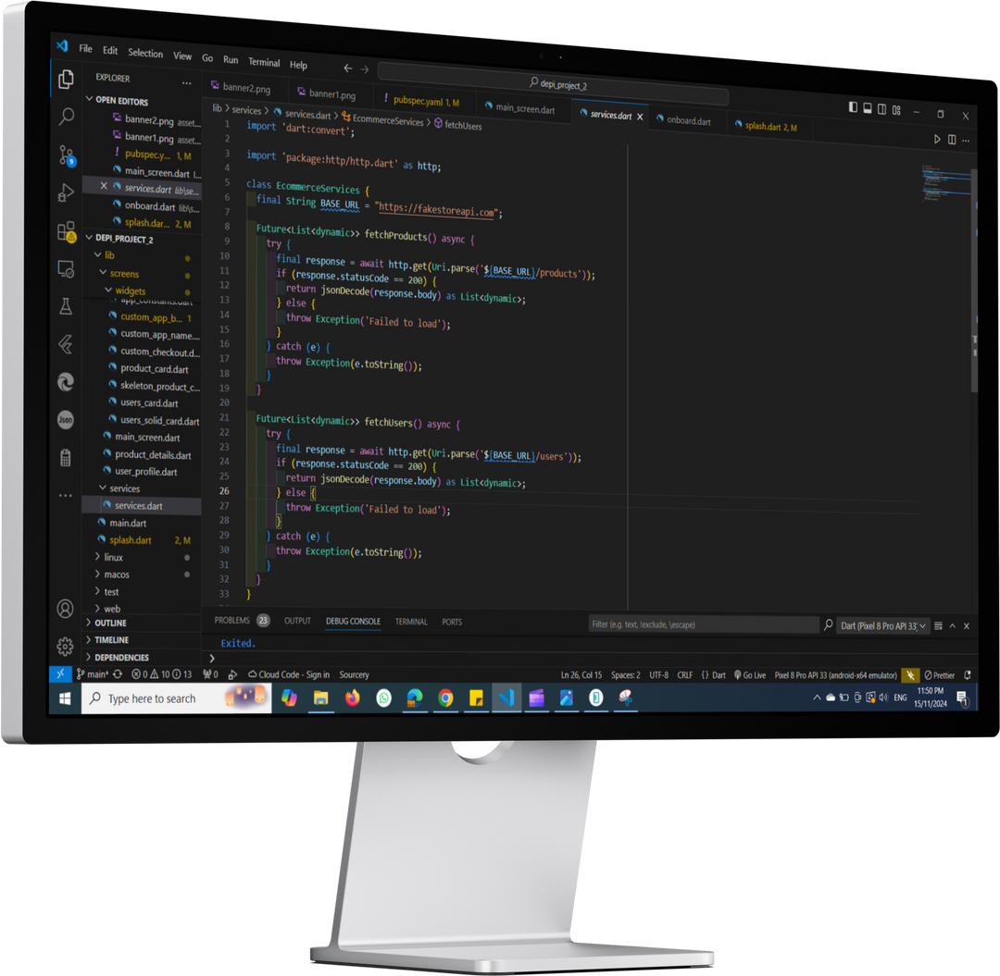 File Edit Selection View Go Run Terminal Help
depi_project_2
EXPLORER
OPEN EDITORS
banner2.png asset...
banner1.png asset...
pubspec.y... 1, M
main_screen.dart l...
services.dart lib\se...
onboard.dart lib\s...
splash.dar... 2, M
DEPI_PROJECT_2
lib
screens
widgets
app_constants.dart
custom_app_b... 1
custom_app_name....
custom_checkout.d...
product_card.dart
skeleton_product_c...
users_card.dart
users_solid_card.dart
main_screen.dart
product_details.dart
user_profile.dart
services
services.dart
main.dart
splash.dart 2, M
linux
macos
test
web
OUTLINE
TIMELINE
DEPENDENCIES
9
Json
banner2.png banner1.png ! pubspec.yaml 1, M main_screen.dart services.dart onboard.dart splash.dart 2, M
lib > services > services.dart > EcommerceServices > fetchUsers
1 import 'dart:convert';
2
3 import 'package:http/http.dart' as http;
4
5 class EcommerceServices {
6 final String BASE_URL = "https://fakestoreapi.com";
7
8 Future<List<dynamic>> fetchProducts() async {
9 try {
10 final response = await http.get(Uri.parse('${BASE_URL}/products'));
11 if (response.statusCode == 200) {
12 return jsonDecode(response.body) as List<dynamic>;
13 } else {
14 throw Exception('Failed to load');
15 }
16 } catch (e) {
17 throw Exception(e.toString());
18 }
19 }
20
21 Future<List<dynamic>> fetchUsers() async {
22 try {
23 final response = await http.get(Uri.parse('${BASE_URL}/users'));
24 if (response.statusCode == 200) {
25 return jsonDecode(response.body) as List<dynamic>;
26 } else {
27 throw Exception('Failed to load');
28 }
29 } catch (e) {
30 throw Exception(e.toString());
31 }
32 }
33 }
PROBLEMS 23 OUTPUT DEBUG CONSOLE TERMINAL PORTS
Filter (e.g. text, !exclude, \escape)
Dart (Pixel 8 Pro API 33)
Exited.
main* 0 10 13 0 Cloud Code - Sign in Sourcery
Ln 26, Col 15 Spaces: 2 UTF-8 CRLF {} Dart Go Live Pixel 8 Pro API 33 (android-x64 emulator) Prettier
Type here to search
ENG
11:50 PM
15/11/2024
1